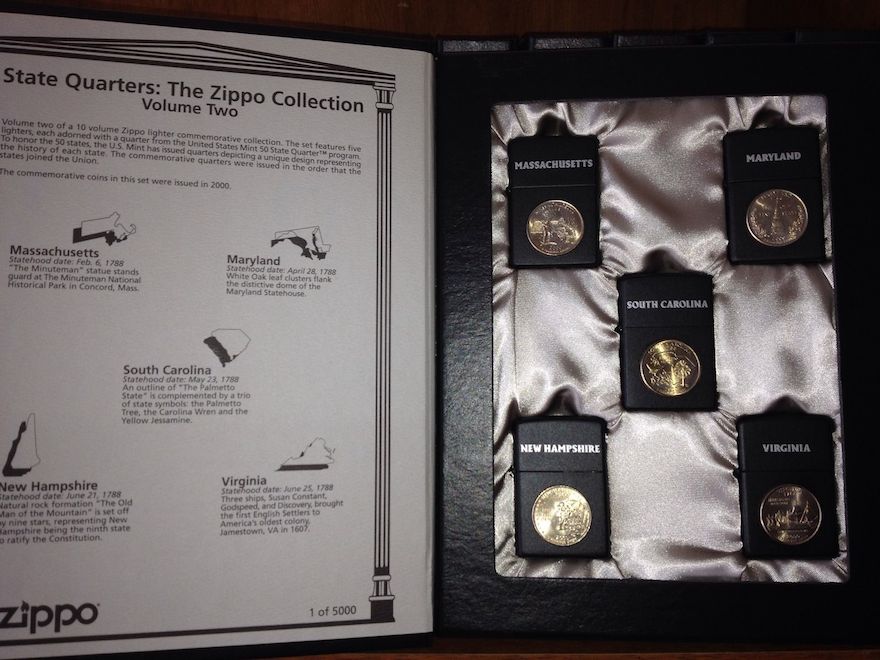 State Quarters: The Zippo Collection
Volume Two
Volume two of a 10 volume Zippo lighter commemorative collection. The set features five
lighters, each adorned with a quarter from the United States Mint 50 State Quarter™ program.
To honor the 50 states, the U.S. Mint has issued quarters depicting a unique design representing
the history of each state. The commemorative quarters were issued in the order that the
states joined the Union.
The commemorative coins in this set were issued in 2000.
Massachusetts
Statehood date: Feb. 6, 1788
"The Minuteman" statue stands
guard at The Minuteman National
Historical Park in Concord, Mass.
Maryland
Statehood date: April 28, 1788
White Oak leaf clusters flank
the distictive dome of the
Maryland Statehouse.
South Carolina
Statehood date: May 23, 1788
An outline of "The Palmetto
State" is complemented by a trio
of state symbols: the Palmetto
Tree, the Carolina Wren and the
Yellow Jessamine.
New Hampshire
Statehood date: June 21, 1788
Natural rock formation "The Old
Man of the Mountain" is set off
by nine stars, representing New
Hampshire being the ninth state
to ratify the Constitution.
Virginia
Statehood date: June 25, 1788
Three ships, Susan Constant,
Godspeed, and Discovery, brought
the first English Settlers to
America's oldest colony,
Jamestown, VA in 1607.
zippo
1 of 5000
MASSACHUSETTS
MARYLAND
SOUTH CAROLINA
NEW HAMPSHIRE
VIRGINIA